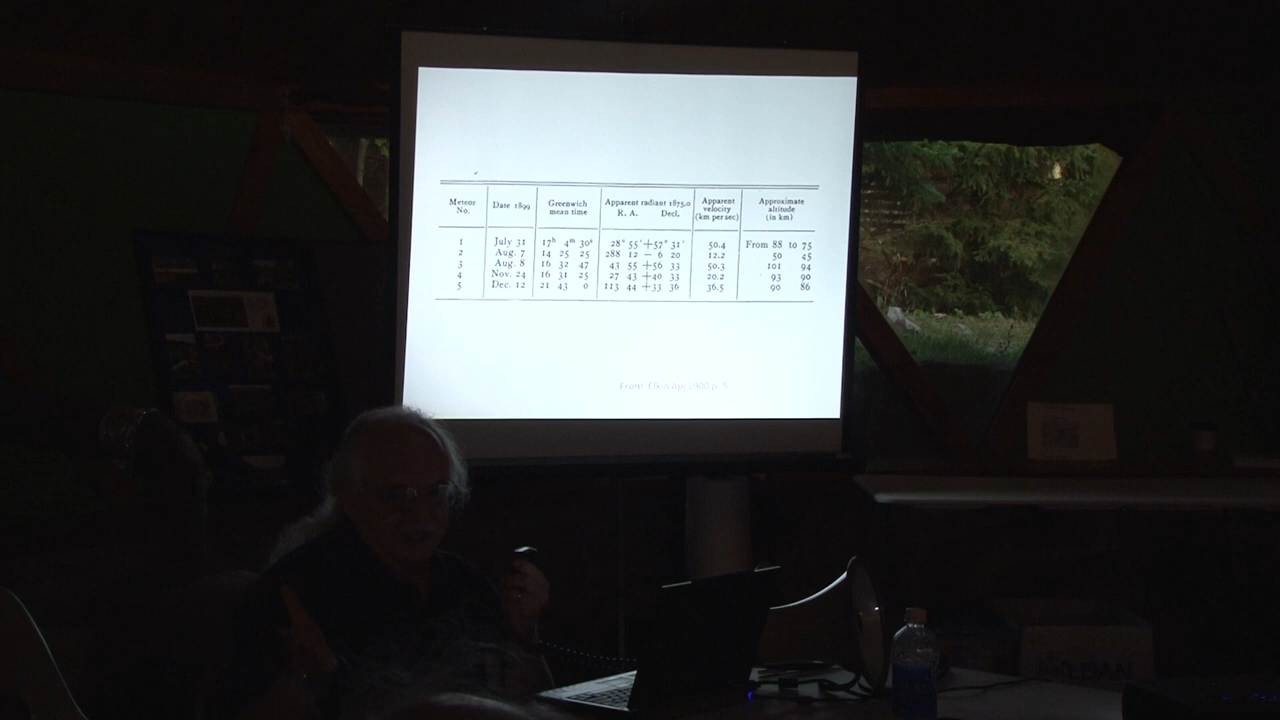 Meteor No. Date 1899 Greenwich mean time Apparent radiant 1875.0 R. A. Decl. Apparent velocity (km per sec) Approximate altitude (in km)
1 July 31 17ʰ 4ᵐ 30ˢ 28° 55′ +57° 31′ 50.4 From 88 to 75
2 Aug. 7 14 25 25 288 12 − 6 20 12.2 50 45
3 Aug. 8 16 32 47 43 55 +56 33 50.3 101 94
4 Nov. 24 16 31 25 27 43 +40 33 20.2 93 90
5 Dec. 12 21 43 0 113 44 +33 36 36.5 90 86
From: Elkin ApJ 1900 p. 5